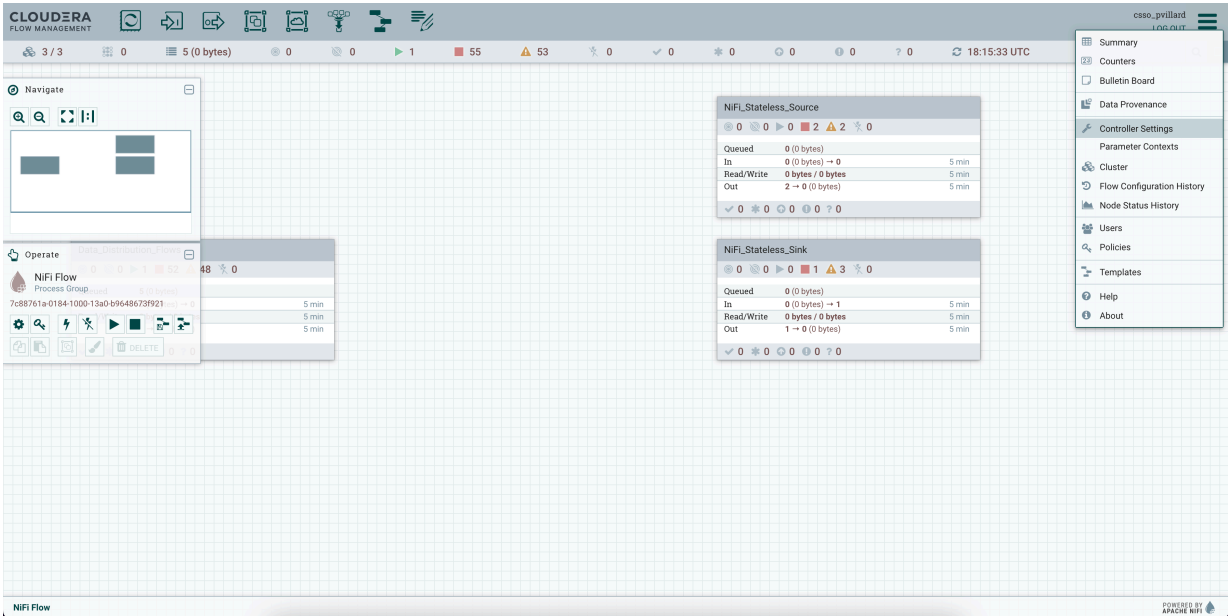 CLOUDERA
FLOW MANAGEMENT
csso_pvillard
LOG OUT
3 / 3 0 5 (0 bytes) 0 0 1 55 53 0 0 0 0 0 ? 0 18:15:33 UTC
Summary
Counters
Bulletin Board
Data Provenance
Controller Settings
Parameter Contexts
Cluster
Flow Configuration History
Node Status History
Users
Policies
Templates
Help
About
Navigate
NiFi_Stateless_Source
0 0 0 2 2 0
Queued 0 (0 bytes)
In 0 (0 bytes) → 0 5 min
Read/Write 0 bytes / 0 bytes 5 min
Out 2 → 0 (0 bytes) 5 min
0 0 0 0 ? 0
Operate
NiFi Flow
Process Group
7c88761a-0184-1000-13a0-b9648673f921
DELETE
Data_Distribution_Flows
0 0 1 52 48 0
5 min
5 min
5 min
NiFi_Stateless_Sink
0 0 0 1 3 0
Queued 0 (0 bytes)
In 0 (0 bytes) → 1 5 min
Read/Write 0 bytes / 0 bytes 5 min
Out 1 → 0 (0 bytes) 5 min
0 0 0 0 ? 0
NiFi Flow
POWERED BY
APACHE NIFI